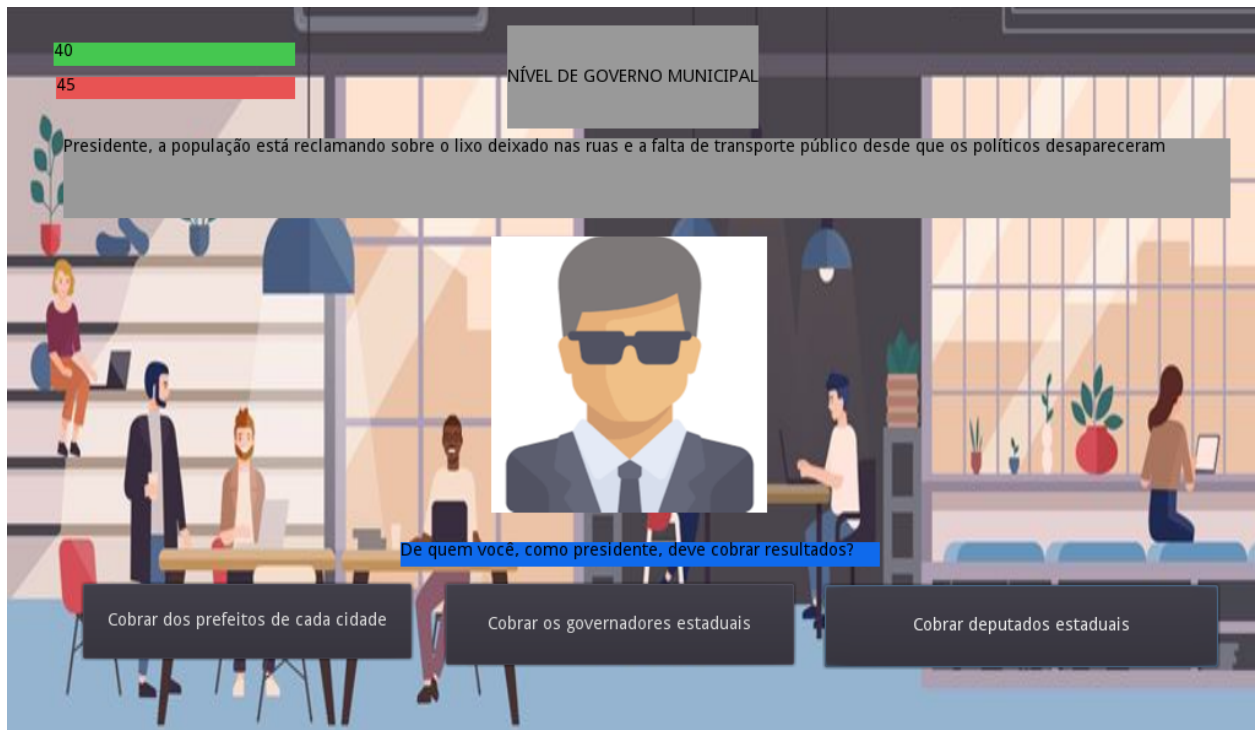 40
45
NÍVEL DE GOVERNO MUNICIPAL
Presidente, a população está reclamando sobre o lixo deixado nas ruas e a falta de transporte público desde que os políticos desapareceram
De quem você, como presidente, deve cobrar resultados?
Cobrar dos prefeitos de cada cidade
Cobrar os governadores estaduais
Cobrar deputados estaduais